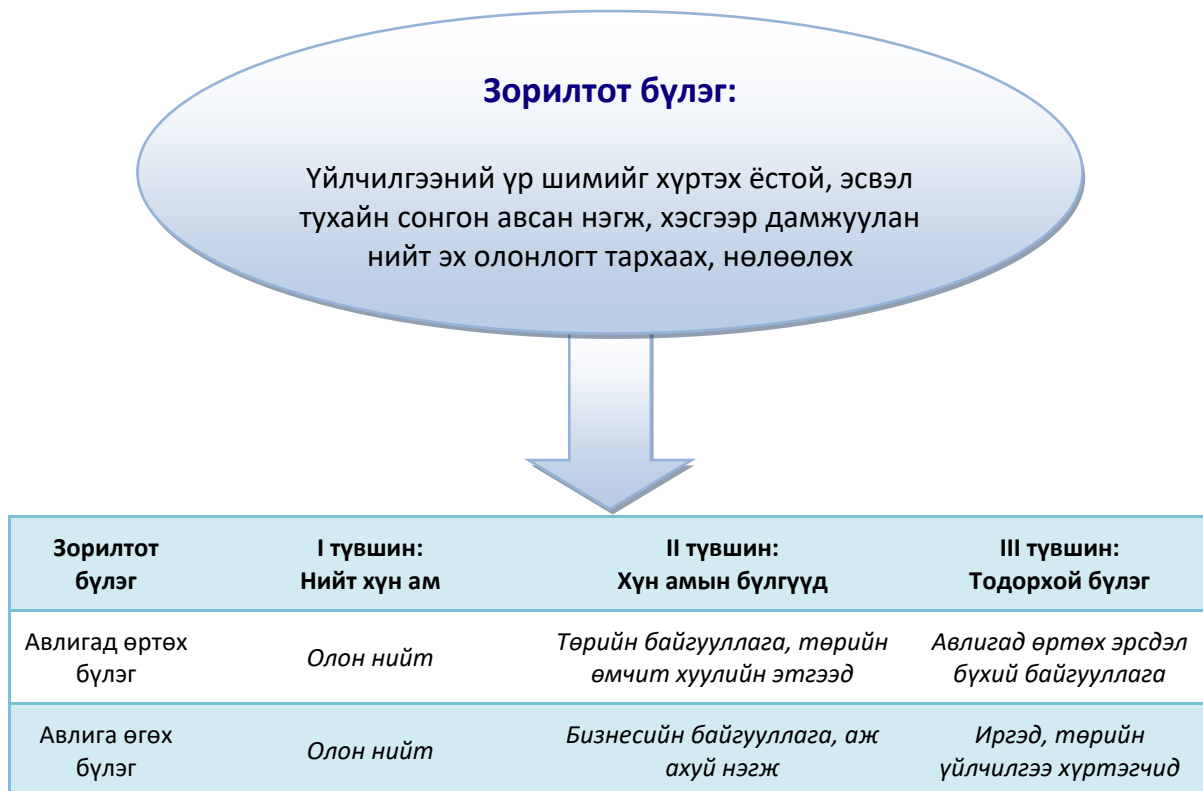 Зорилтот бүлэг:
Үйлчилгээний үр шимийг хүртэх ёстой, эсвэл
тухайн сонгон авсан нэгж, хэсгээр дамжуулан
нийт эх олонлогт тархаах, нөлөөлөх
Зорилтот
бүлэг
I түвшин:
Нийт хүн ам
II түвшин:
Хүн амын бүлгүүд
III түвшин:
Тодорхой бүлэг
Авлигад өртөх
бүлэг
Олон нийт
Төрийн байгууллага, төрийн
өмчит хуулийн этгээд
Авлигад өртөх эрсдэл
бүхий байгууллага
Авлига өгөх
бүлэг
Олон нийт
Бизнесийн байгууллага, аж
ахуй нэгж
Иргэд, төрийн
үйлчилгээ хүртэгчид